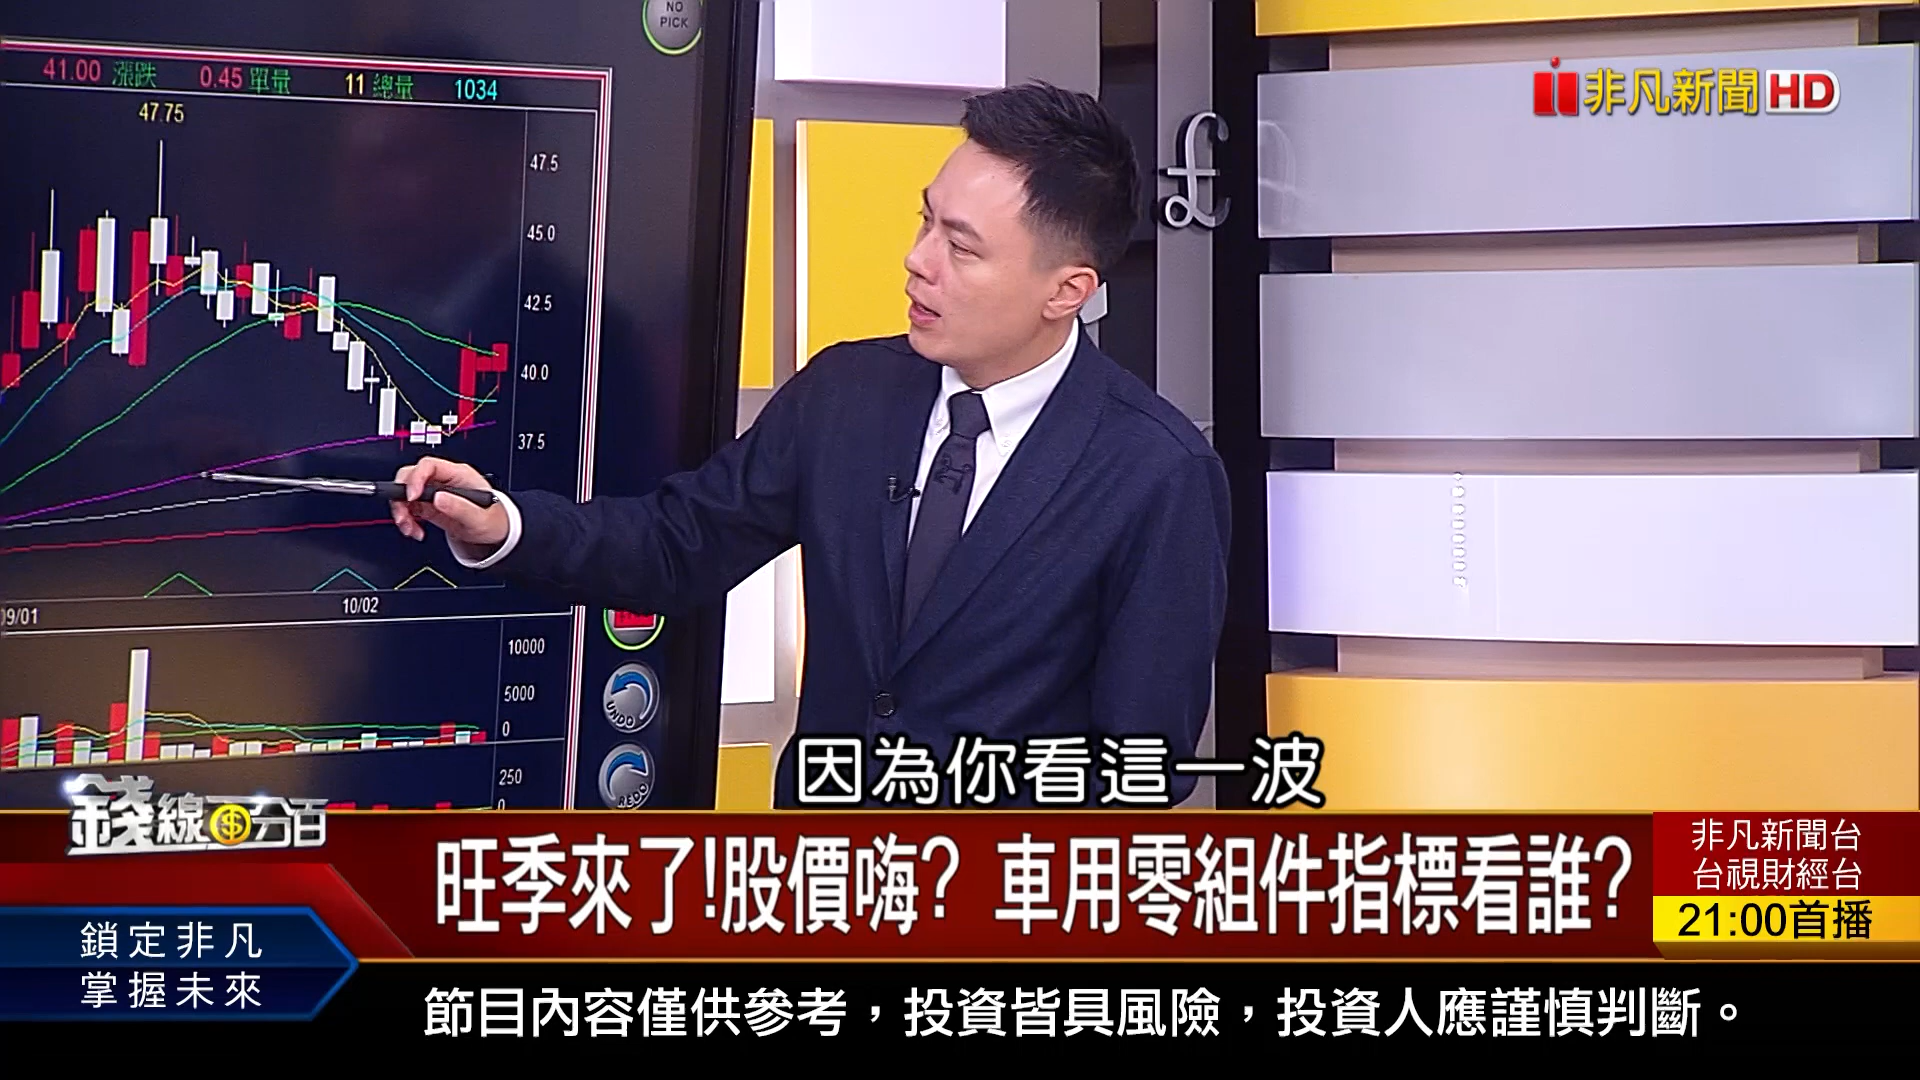 NO
PICK
41.00 漲跌 0.45 單量 11 總量 1034
47.75
47.5
45.0
42.5
40.0
37.5
09/01 10/02
10000
5000
0
250
0
UNDO
REDO
£
非凡新聞HD
因為你看這一波
錢線百分百
旺季來了!股價嗨? 車用零組件指標看誰?
非凡新聞台
台視財經台
21:00首播
鎖定非凡
掌握未來
節目內容僅供參考，投資皆具風險，投資人應謹慎判斷。